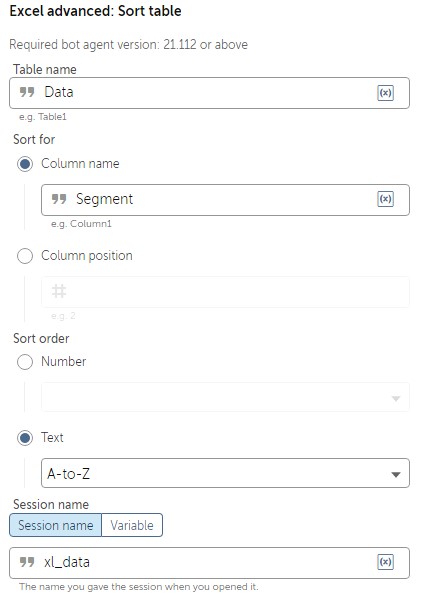 Excel advanced: Sort table
Required bot agent version: 21.112 or above
Table name
Data
(x)
e.g. Table1
Sort for
Column name
Segment
(x)
e.g. Column1
Column position
#
e.g. 2
Sort order
Number
Text
A-to-Z
Session name
Session name Variable
xl_data
(x)
The name you gave the session when you opened it.